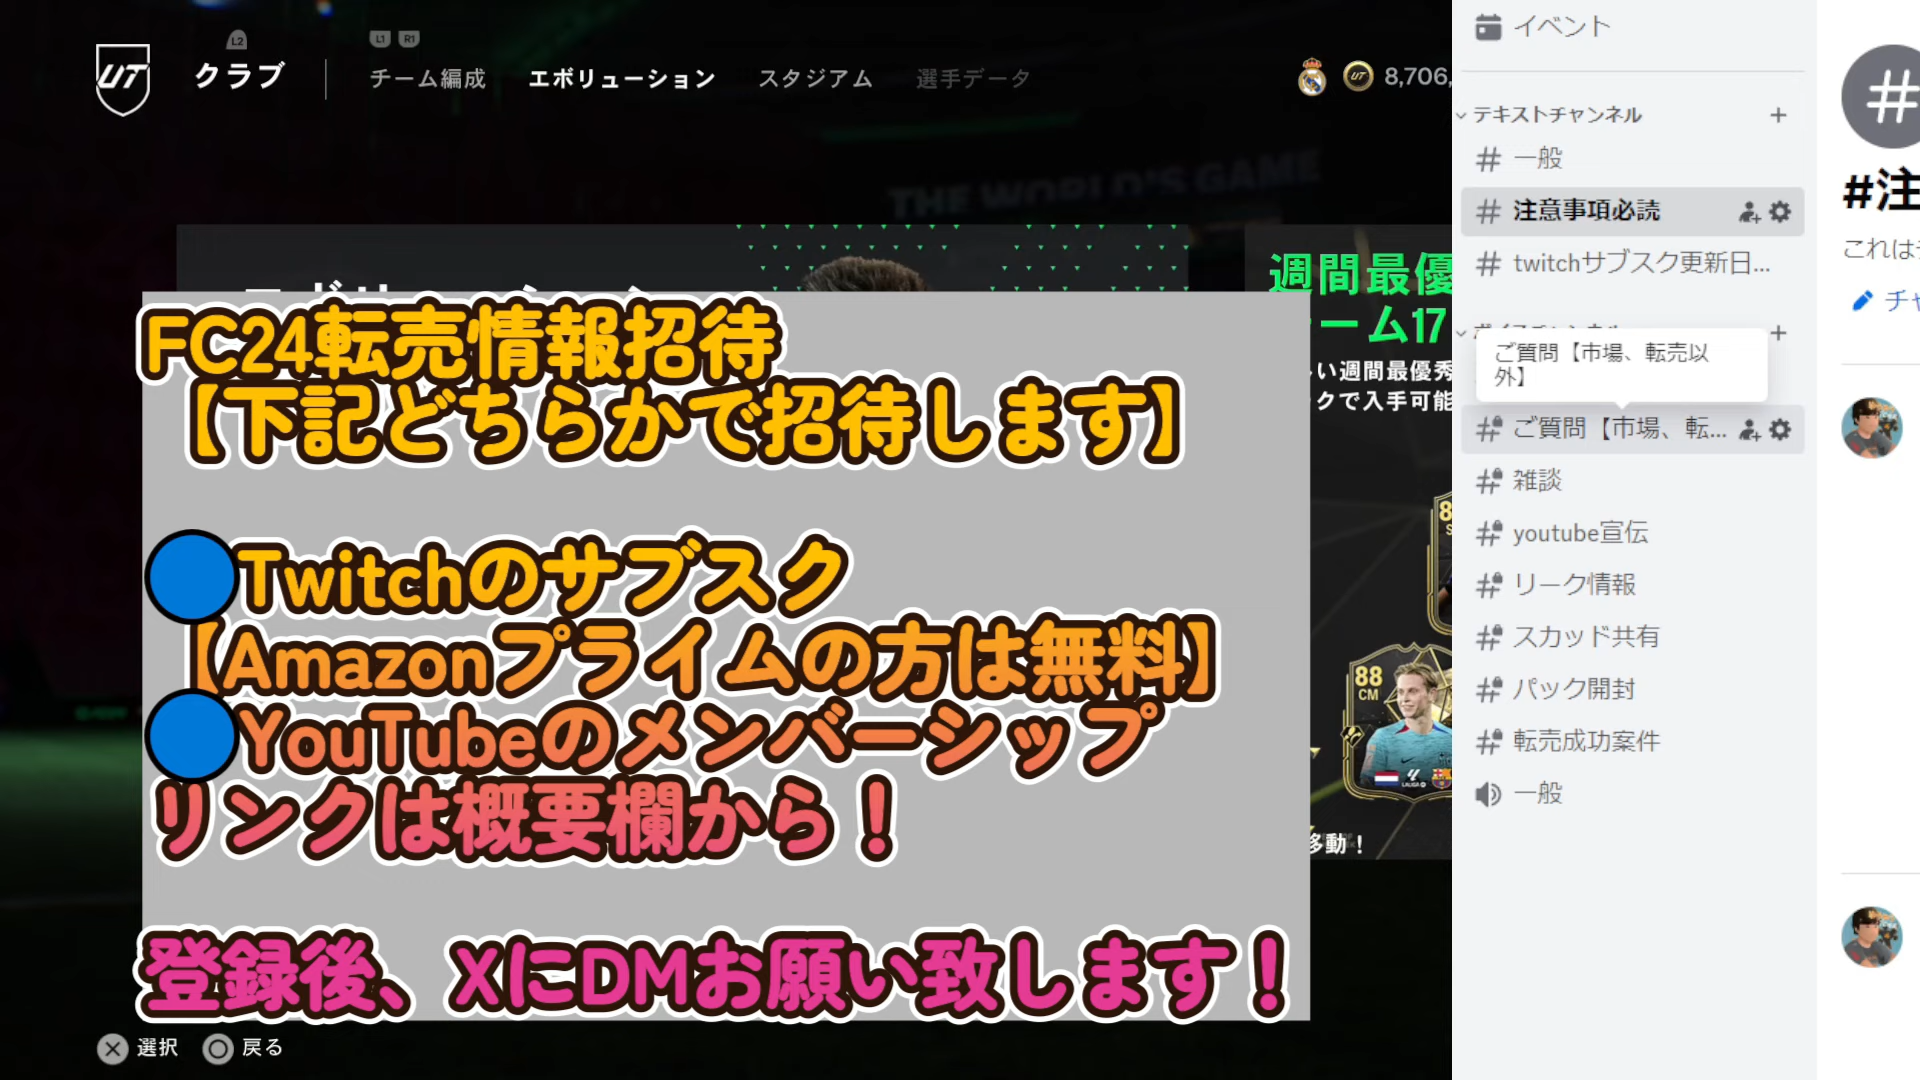 L2
L1 R1
UT
クラブ
チーム編成
エボリューション
スタジアム
選手データ
8,706,
THE WORLD'S GAME
週間最優
ーム17
い週間最優秀
クで入手可能
88
CM
移動！
FC24転売情報招待
【下記どちらかで招待します】
Twitchのサブスク
【Amazonプライムの方は無料】
YouTubeのメンバーシップ
リンクは概要欄から！
登録後、XにDMお願い致します！
選択
戻る
イベント
テキストチャンネル
一般
注意事項必読
twitchサブスク更新日...
ご質問【市場、転売以
外】
ご質問【市場、転...
雑談
youtube宣伝
リーク情報
スカッド共有
パック開封
転売成功案件
一般
#注
これは